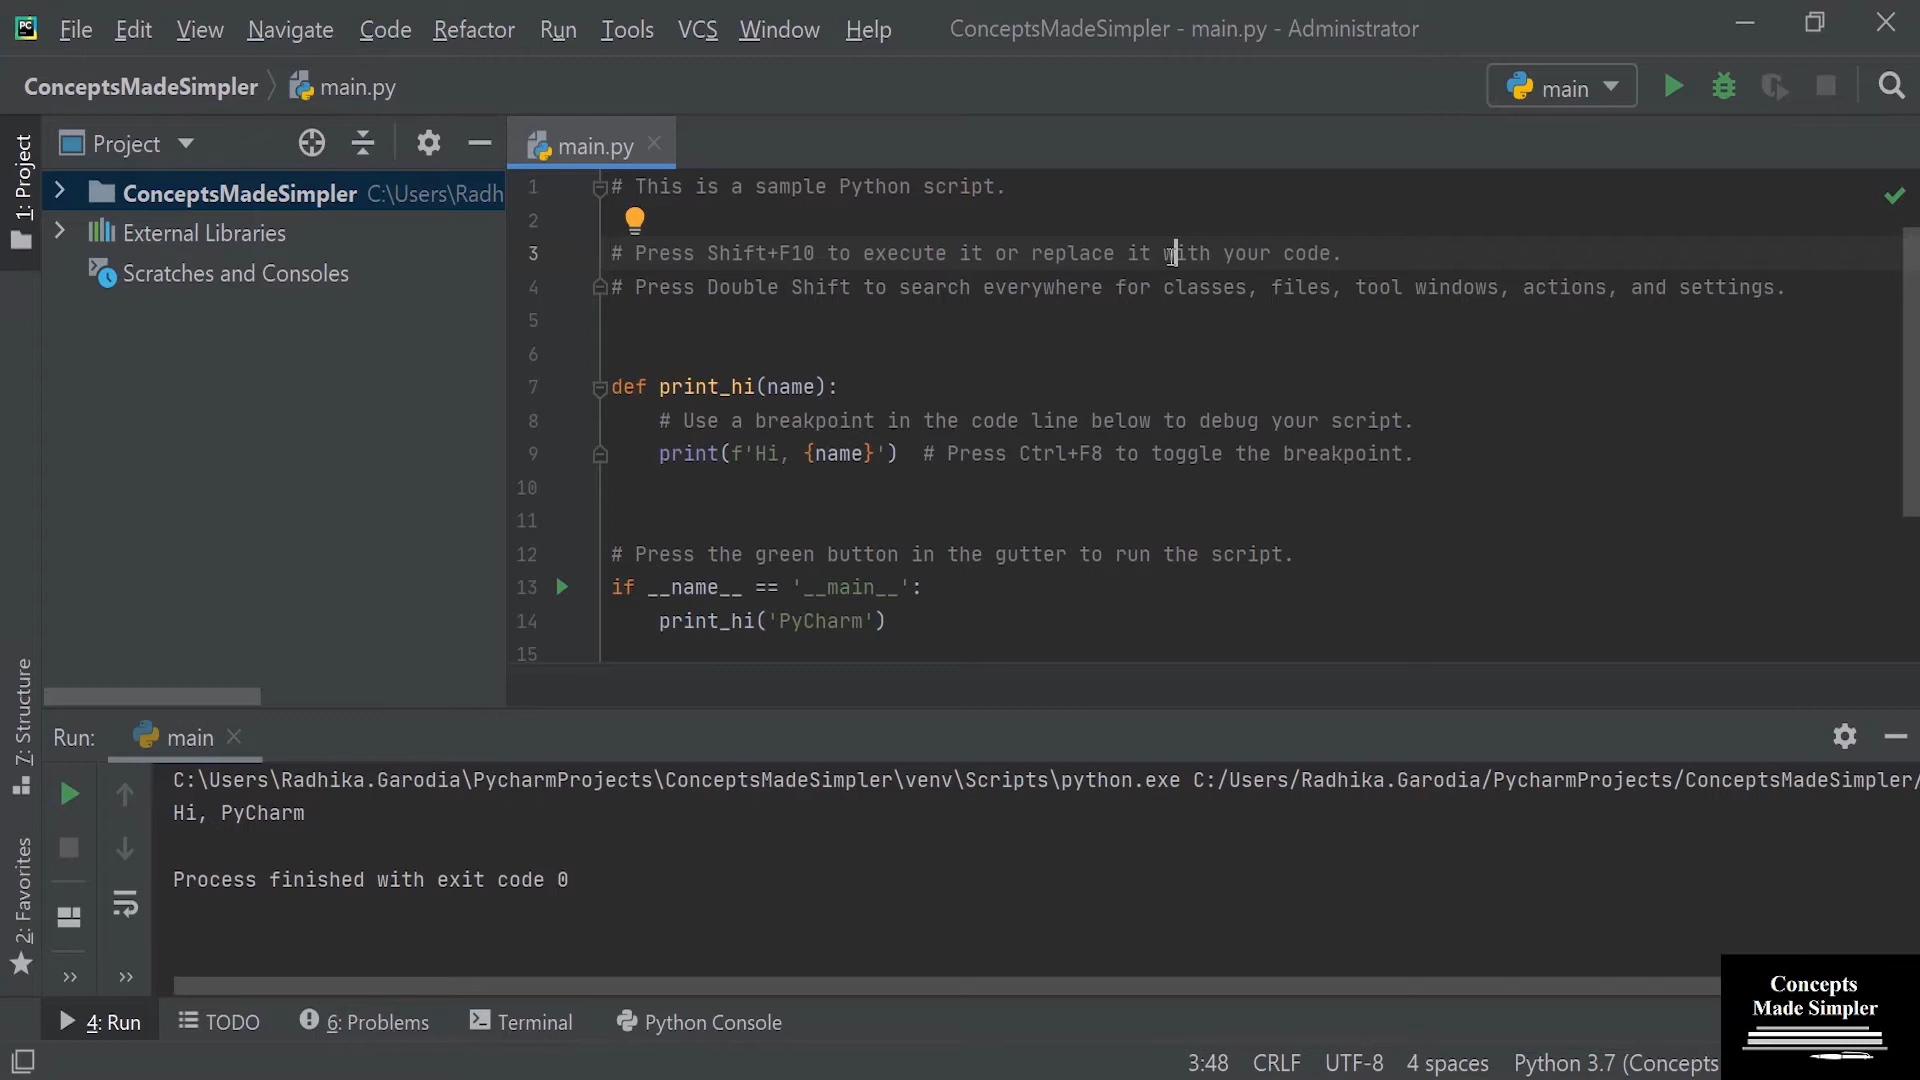 File Edit View Navigate Code Refactor Run Tools VCS Window Help ConceptsMadeSimpler - main.py - Administrator
ConceptsMadeSimpler main.py main
1: Project
Project
main.py
ConceptsMadeSimpler C:\Users\Radh
External Libraries
Scratches and Consoles
1 # This is a sample Python script.
2
3 # Press Shift+F10 to execute it or replace it with your code.
4 # Press Double Shift to search everywhere for classes, files, tool windows, actions, and settings.
5
6
7 def print_hi(name):
8 # Use a breakpoint in the code line below to debug your script.
9 print(f'Hi, {name}') # Press Ctrl+F8 to toggle the breakpoint.
10
11
12 # Press the green button in the gutter to run the script.
13 if __name__ == '__main__':
14 print_hi('PyCharm')
15
7: Structure
2: Favorites
Run: main
C:\Users\Radhika.Garodia\PycharmProjects\ConceptsMadeSimpler\venv\Scripts\python.exe C:/Users/Radhika.Garodia/PycharmProjects/ConceptsMadeSimpler/
Hi, PyCharm
Process finished with exit code 0
4: Run TODO 6: Problems Terminal Python Console
3:48 CRLF UTF-8 4 spaces Python 3.7 (Concepts
Concepts
Made Simpler